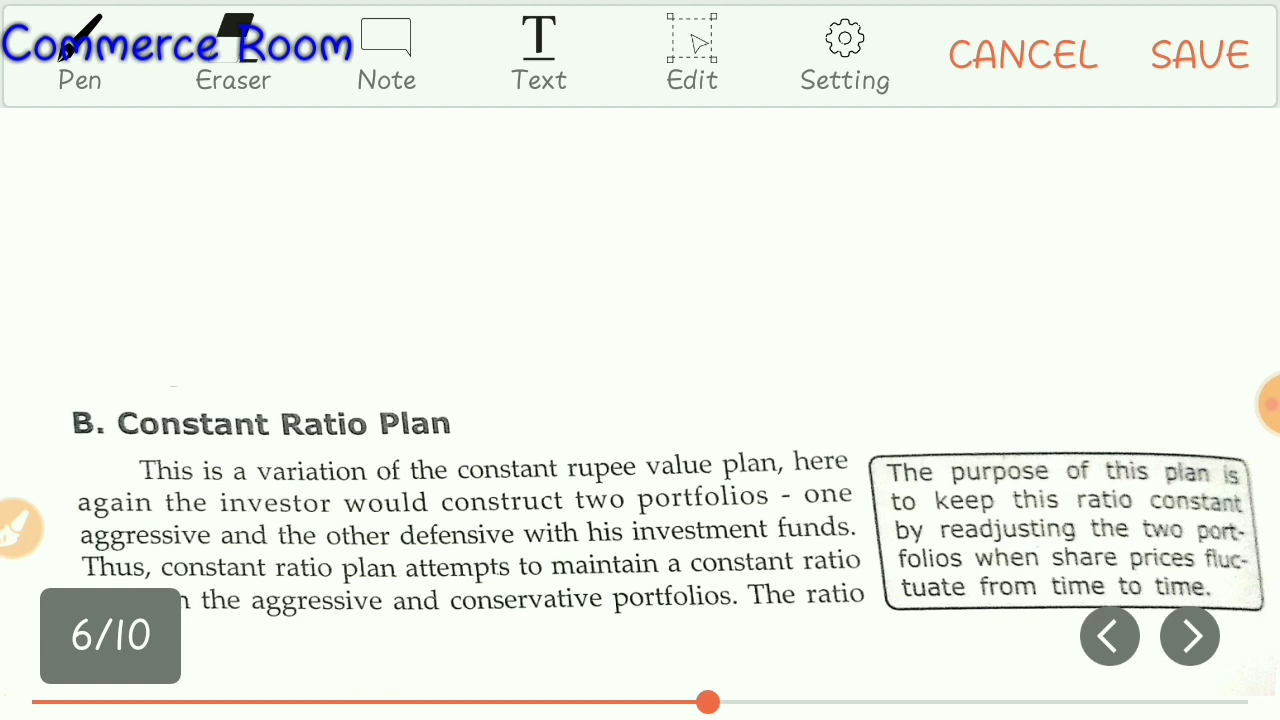 Commerce Room
Pen
Eraser
Note
Text
Edit
Setting
CANCEL
SAVE
B. Constant Ratio Plan
This is a variation of the constant rupee value plan, here
again the investor would construct two portfolios - one
aggressive and the other defensive with his investment funds.
Thus, constant ratio plan attempts to maintain a constant ratio
the aggressive and conservative portfolios. The ratio
The purpose of this plan is
to keep this ratio constant
by readjusting the two port-
folios when share prices fluc-
tuate from time to time.
6/10